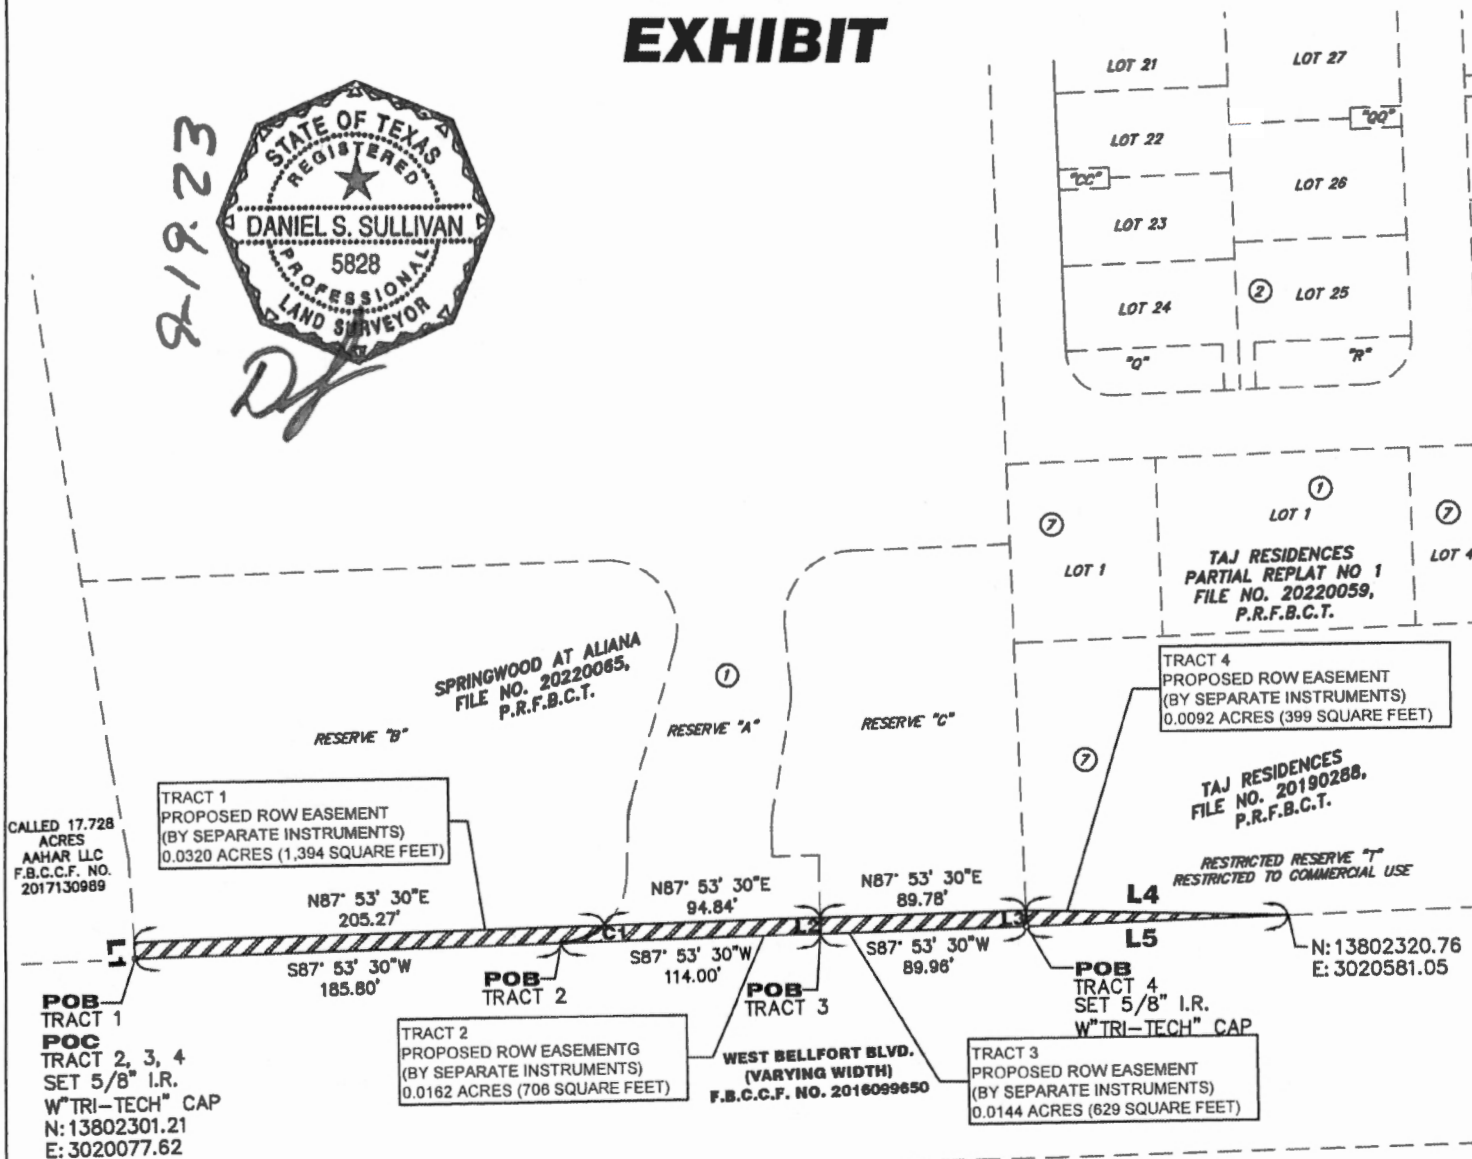 EXHIBIT
9-19-23
STATE OF TEXAS
REGISTERED
DANIEL S. SULLIVAN
5828
PROFESSIONAL
LAND SURVEYOR
LOT 21
LOT 27
"QQ"
LOT 22
"CC"
LOT 26
LOT 23
LOT 24
2
LOT 25
"Q"
"R"
7
LOT 1
1
LOT 1
7
LOT 4
TAJ RESIDENCES
PARTIAL REPLAT NO 1
FILE NO. 20220059,
P.R.F.B.C.T.
SPRINGWOOD AT ALIANA
FILE NO. 20220065,
P.R.F.B.C.T.
1
RESERVE "B"
RESERVE "A"
RESERVE "C"
TRACT 4
PROPOSED ROW EASEMENT
(BY SEPARATE INSTRUMENTS)
0.0092 ACRES (399 SQUARE FEET)
7
TAJ RESIDENCES
FILE NO. 20190288,
P.R.F.B.C.T.
RESTRICTED RESERVE "T"
RESTRICTED TO COMMERCIAL USE
TRACT 1
PROPOSED ROW EASEMENT
(BY SEPARATE INSTRUMENTS)
0.0320 ACRES (1,394 SQUARE FEET)
CALLED 17.728
ACRES
AAHAR LLC
F.B.C.C.F. NO.
2017130989
N87° 53' 30"E
205.27'
N87° 53' 30"E
94.84'
N87° 53' 30"E
89.78'
L4
L1
C1
L2
L3
L5
S87° 53' 30"W
185.80'
S87° 53' 30"W
114.00'
S87° 53' 30"W
89.96'
N:13802320.76
E: 3020581.05
POB
TRACT 1
POC
TRACT 2, 3, 4
SET 5/8" I.R.
W"TRI-TECH" CAP
N:13802301.21
E: 3020077.62
POB
TRACT 2
POB
TRACT 3
POB
TRACT 4
SET 5/8" I.R.
W"TRI-TECH" CAP
TRACT 2
PROPOSED ROW EASEMENTG
(BY SEPARATE INSTRUMENTS)
0.0162 ACRES (706 SQUARE FEET)
WEST BELLFORT BLVD.
(VARYING WIDTH)
F.B.C.C.F. NO. 2016099650
TRACT 3
PROPOSED ROW EASEMENT
(BY SEPARATE INSTRUMENTS)
0.0144 ACRES (629 SQUARE FEET)